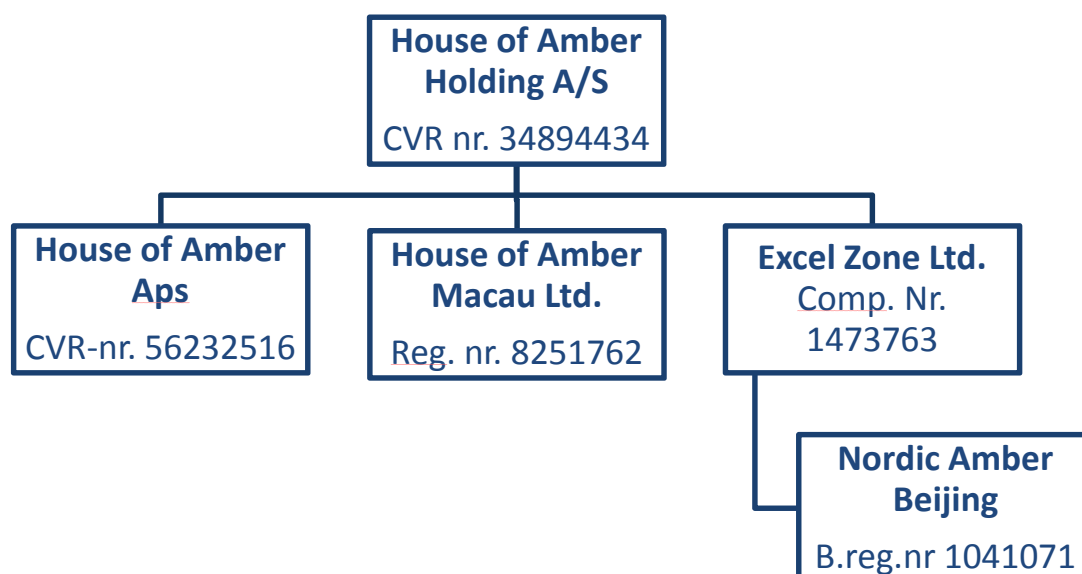 House of Amber
Holding A/S
CVR nr. 34894434
House of Amber
Aps
CVR-nr. 56232516
House of Amber
Macau Ltd.
Reg. nr. 8251762
Excel Zone Ltd.
Comp. Nr.
1473763
Nordic Amber
Beijing
B.reg.nr 1041071